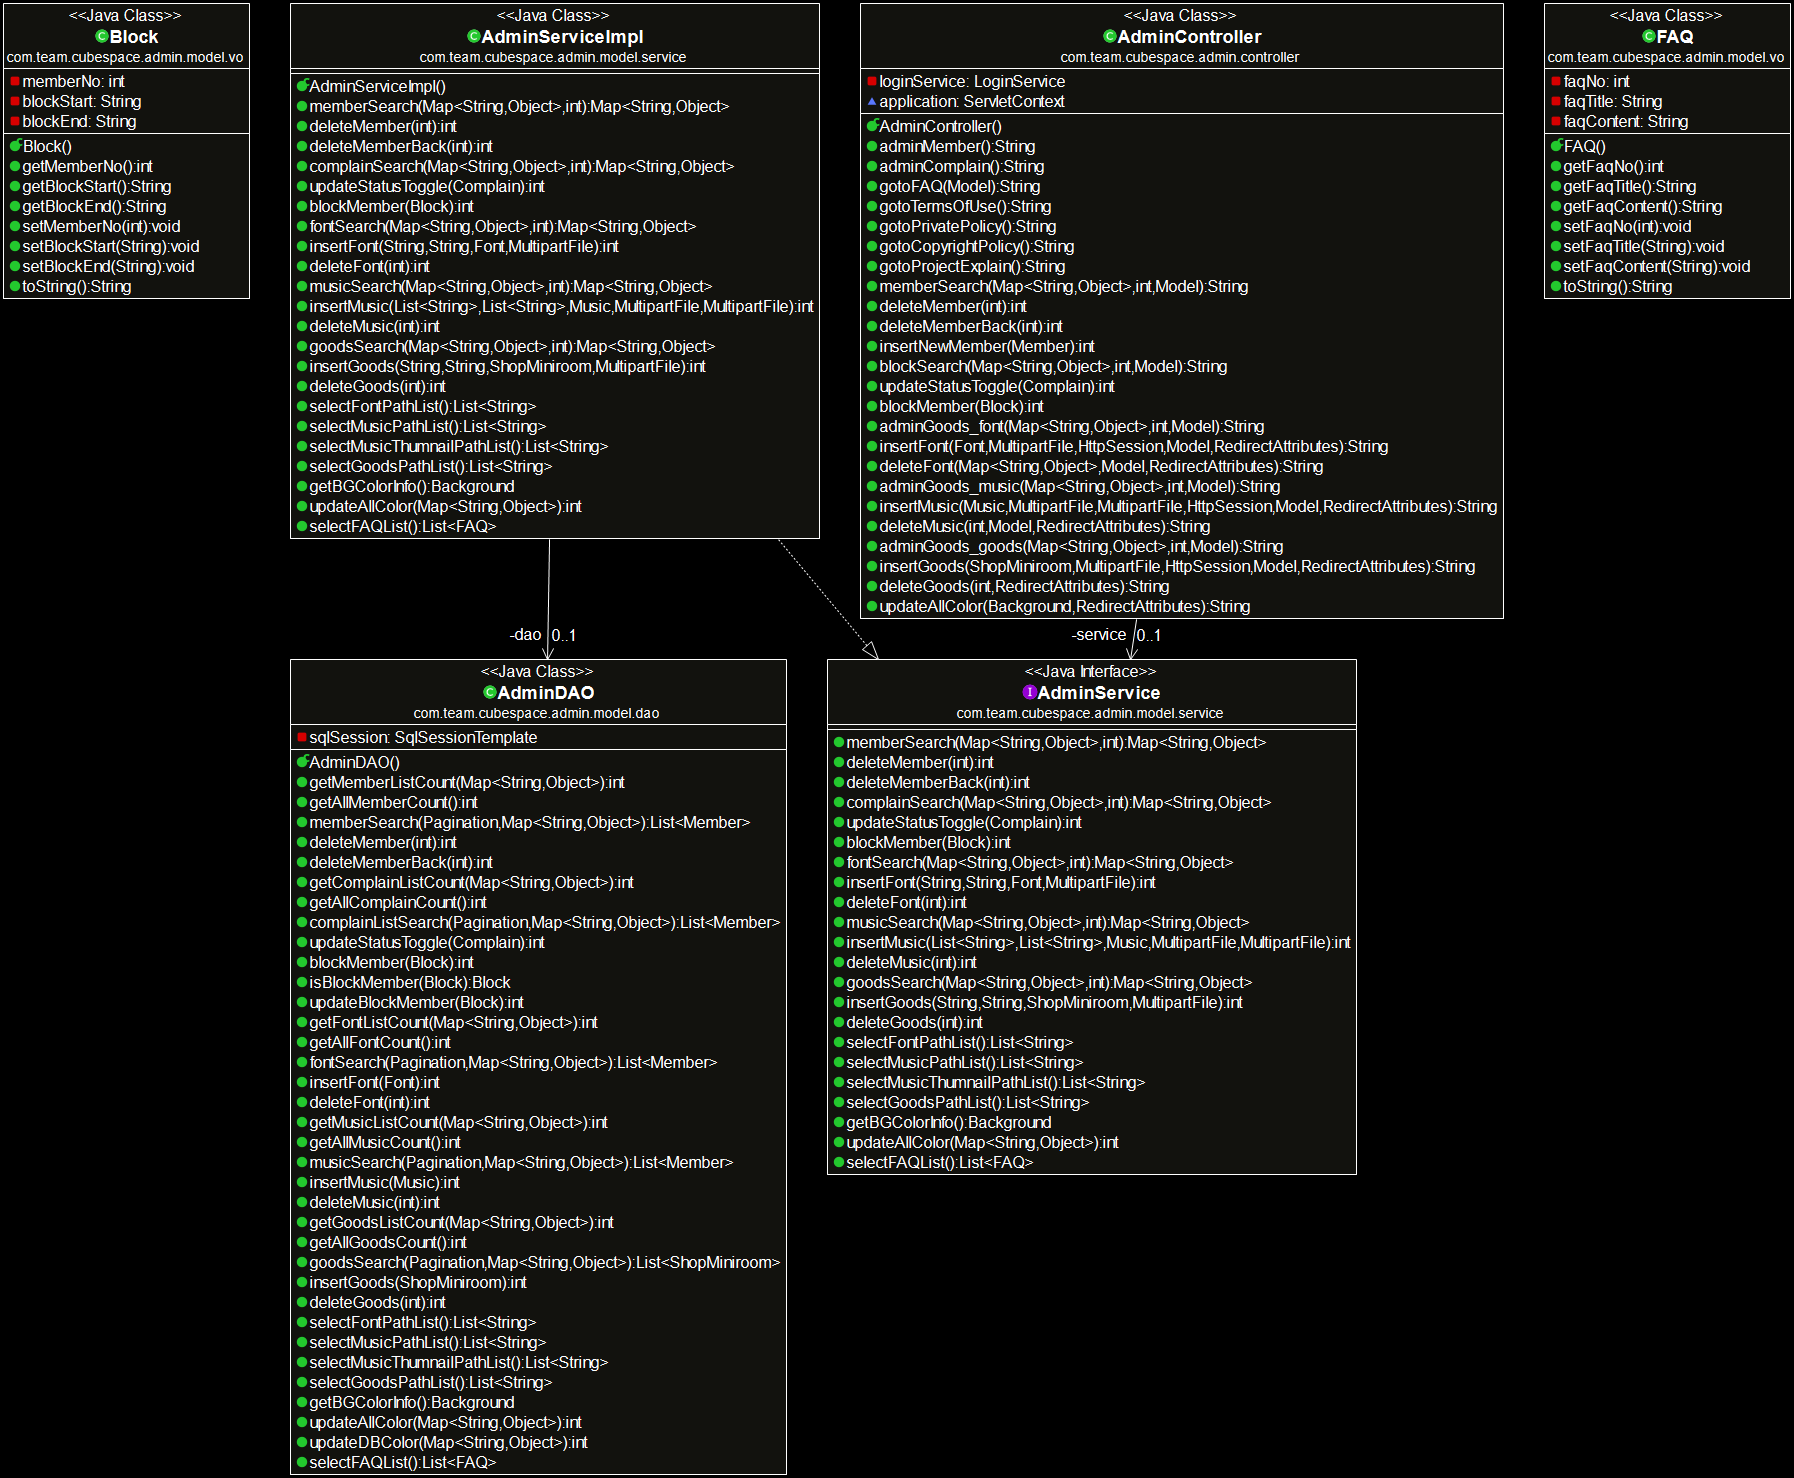 <<Java Class>>
Block
com.team.cubespace.admin.model.vo
memberNo: int
blockStart: String
blockEnd: String
Block()
getMemberNo():int
getBlockStart():String
getBlockEnd():String
setMemberNo(int):void
setBlockStart(String):void
setBlockEnd(String):void
toString():String
<<Java Class>>
AdminServiceImpl
com.team.cubespace.admin.model.service
AdminServiceImpl()
memberSearch(Map<String,Object>,int):Map<String,Object>
deleteMember(int):int
deleteMemberBack(int):int
complainSearch(Map<String,Object>,int):Map<String,Object>
updateStatusToggle(Complain):int
blockMember(Block):int
fontSearch(Map<String,Object>,int):Map<String,Object>
insertFont(String,String,Font,MultipartFile):int
deleteFont(int):int
musicSearch(Map<String,Object>,int):Map<String,Object>
insertMusic(List<String>,List<String>,Music,MultipartFile,MultipartFile):int
deleteMusic(int):int
goodsSearch(Map<String,Object>,int):Map<String,Object>
insertGoods(String,String,ShopMiniroom,MultipartFile):int
deleteGoods(int):int
selectFontPathList():List<String>
selectMusicPathList():List<String>
selectMusicThumnailPathList():List<String>
selectGoodsPathList():List<String>
getBGColorInfo():Background
updateAllColor(Map<String,Object>):int
selectFAQList():List<FAQ>
<<Java Class>>
AdminController
com.team.cubespace.admin.controller
loginService: LoginService
application: ServletContext
AdminController()
adminMember():String
adminComplain():String
gotoFAQ(Model):String
gotoTermsOfUse():String
gotoPrivatePolicy():String
gotoCopyrightPolicy():String
gotoProjectExplain():String
memberSearch(Map<String,Object>,int,Model):String
deleteMember(int):int
deleteMemberBack(int):int
insertNewMember(Member):int
blockSearch(Map<String,Object>,int,Model):String
updateStatusToggle(Complain):int
blockMember(Block):int
adminGoods_font(Map<String,Object>,int,Model):String
insertFont(Font,MultipartFile,HttpSession,Model,RedirectAttributes):String
deleteFont(Map<String,Object>,Model,RedirectAttributes):String
adminGoods_music(Map<String,Object>,int,Model):String
insertMusic(Music,MultipartFile,MultipartFile,HttpSession,Model,RedirectAttributes):String
deleteMusic(int,Model,RedirectAttributes):String
adminGoods_goods(Map<String,Object>,int,Model):String
insertGoods(ShopMiniroom,MultipartFile,HttpSession,Model,RedirectAttributes):String
deleteGoods(int,RedirectAttributes):String
updateAllColor(Background,RedirectAttributes):String
<<Java Class>>
FAQ
com.team.cubespace.admin.model.vo
faqNo: int
faqTitle: String
faqContent: String
FAQ()
getFaqNo():int
getFaqTitle():String
getFaqContent():String
setFaqNo(int):void
setFaqTitle(String):void
setFaqContent(String):void
toString():String
-dao 0..1
-service 0..1
<<Java Class>>
AdminDAO
com.team.cubespace.admin.model.dao
sqlSession: SqlSessionTemplate
AdminDAO()
getMemberListCount(Map<String,Object>):int
getAllMemberCount():int
memberSearch(Pagination,Map<String,Object>):List<Member>
deleteMember(int):int
deleteMemberBack(int):int
getComplainListCount(Map<String,Object>):int
getAllComplainCount():int
complainListSearch(Pagination,Map<String,Object>):List<Member>
updateStatusToggle(Complain):int
blockMember(Block):int
isBlockMember(Block):Block
updateBlockMember(Block):int
getFontListCount(Map<String,Object>):int
getAllFontCount():int
fontSearch(Pagination,Map<String,Object>):List<Member>
insertFont(Font):int
deleteFont(int):int
getMusicListCount(Map<String,Object>):int
getAllMusicCount():int
musicSearch(Pagination,Map<String,Object>):List<Member>
insertMusic(Music):int
deleteMusic(int):int
getGoodsListCount(Map<String,Object>):int
getAllGoodsCount():int
goodsSearch(Pagination,Map<String,Object>):List<ShopMiniroom>
insertGoods(ShopMiniroom):int
deleteGoods(int):int
selectFontPathList():List<String>
selectMusicPathList():List<String>
selectMusicThumnailPathList():List<String>
selectGoodsPathList():List<String>
getBGColorInfo():Background
updateAllColor(Map<String,Object>):int
updateDBColor(Map<String,Object>):int
selectFAQList():List<FAQ>
<<Java Interface>>
AdminService
com.team.cubespace.admin.model.service
memberSearch(Map<String,Object>,int):Map<String,Object>
deleteMember(int):int
deleteMemberBack(int):int
complainSearch(Map<String,Object>,int):Map<String,Object>
updateStatusToggle(Complain):int
blockMember(Block):int
fontSearch(Map<String,Object>,int):Map<String,Object>
insertFont(String,String,Font,MultipartFile):int
deleteFont(int):int
musicSearch(Map<String,Object>,int):Map<String,Object>
insertMusic(List<String>,List<String>,Music,MultipartFile,MultipartFile):int
deleteMusic(int):int
goodsSearch(Map<String,Object>,int):Map<String,Object>
insertGoods(String,String,ShopMiniroom,MultipartFile):int
deleteGoods(int):int
selectFontPathList():List<String>
selectMusicPathList():List<String>
selectMusicThumnailPathList():List<String>
selectGoodsPathList():List<String>
getBGColorInfo():Background
updateAllColor(Map<String,Object>):int
selectFAQList():List<FAQ>